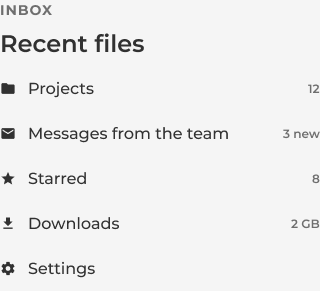 INBOX
Recent files
Projects 12
Messages from the team 3 new
Starred 8
Downloads 2 GB
Settings